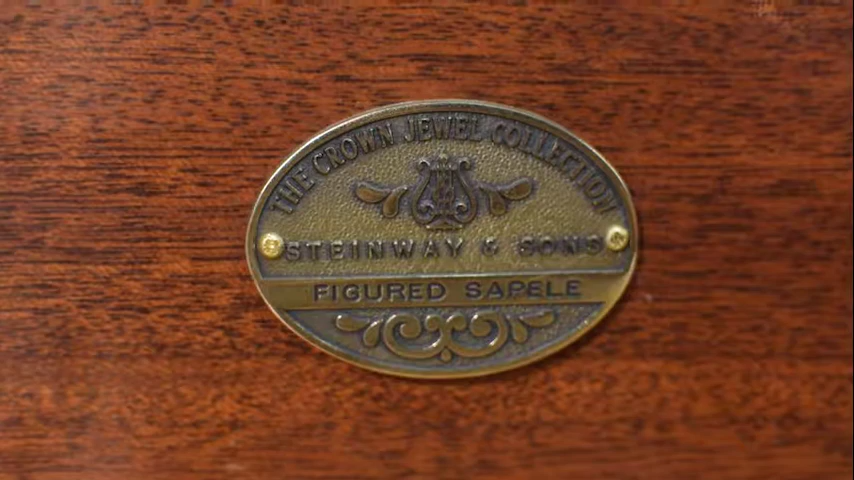 THE CROWN JEWEL COLLECTION
STEINWAY & SONS
FIGURED SAPELE